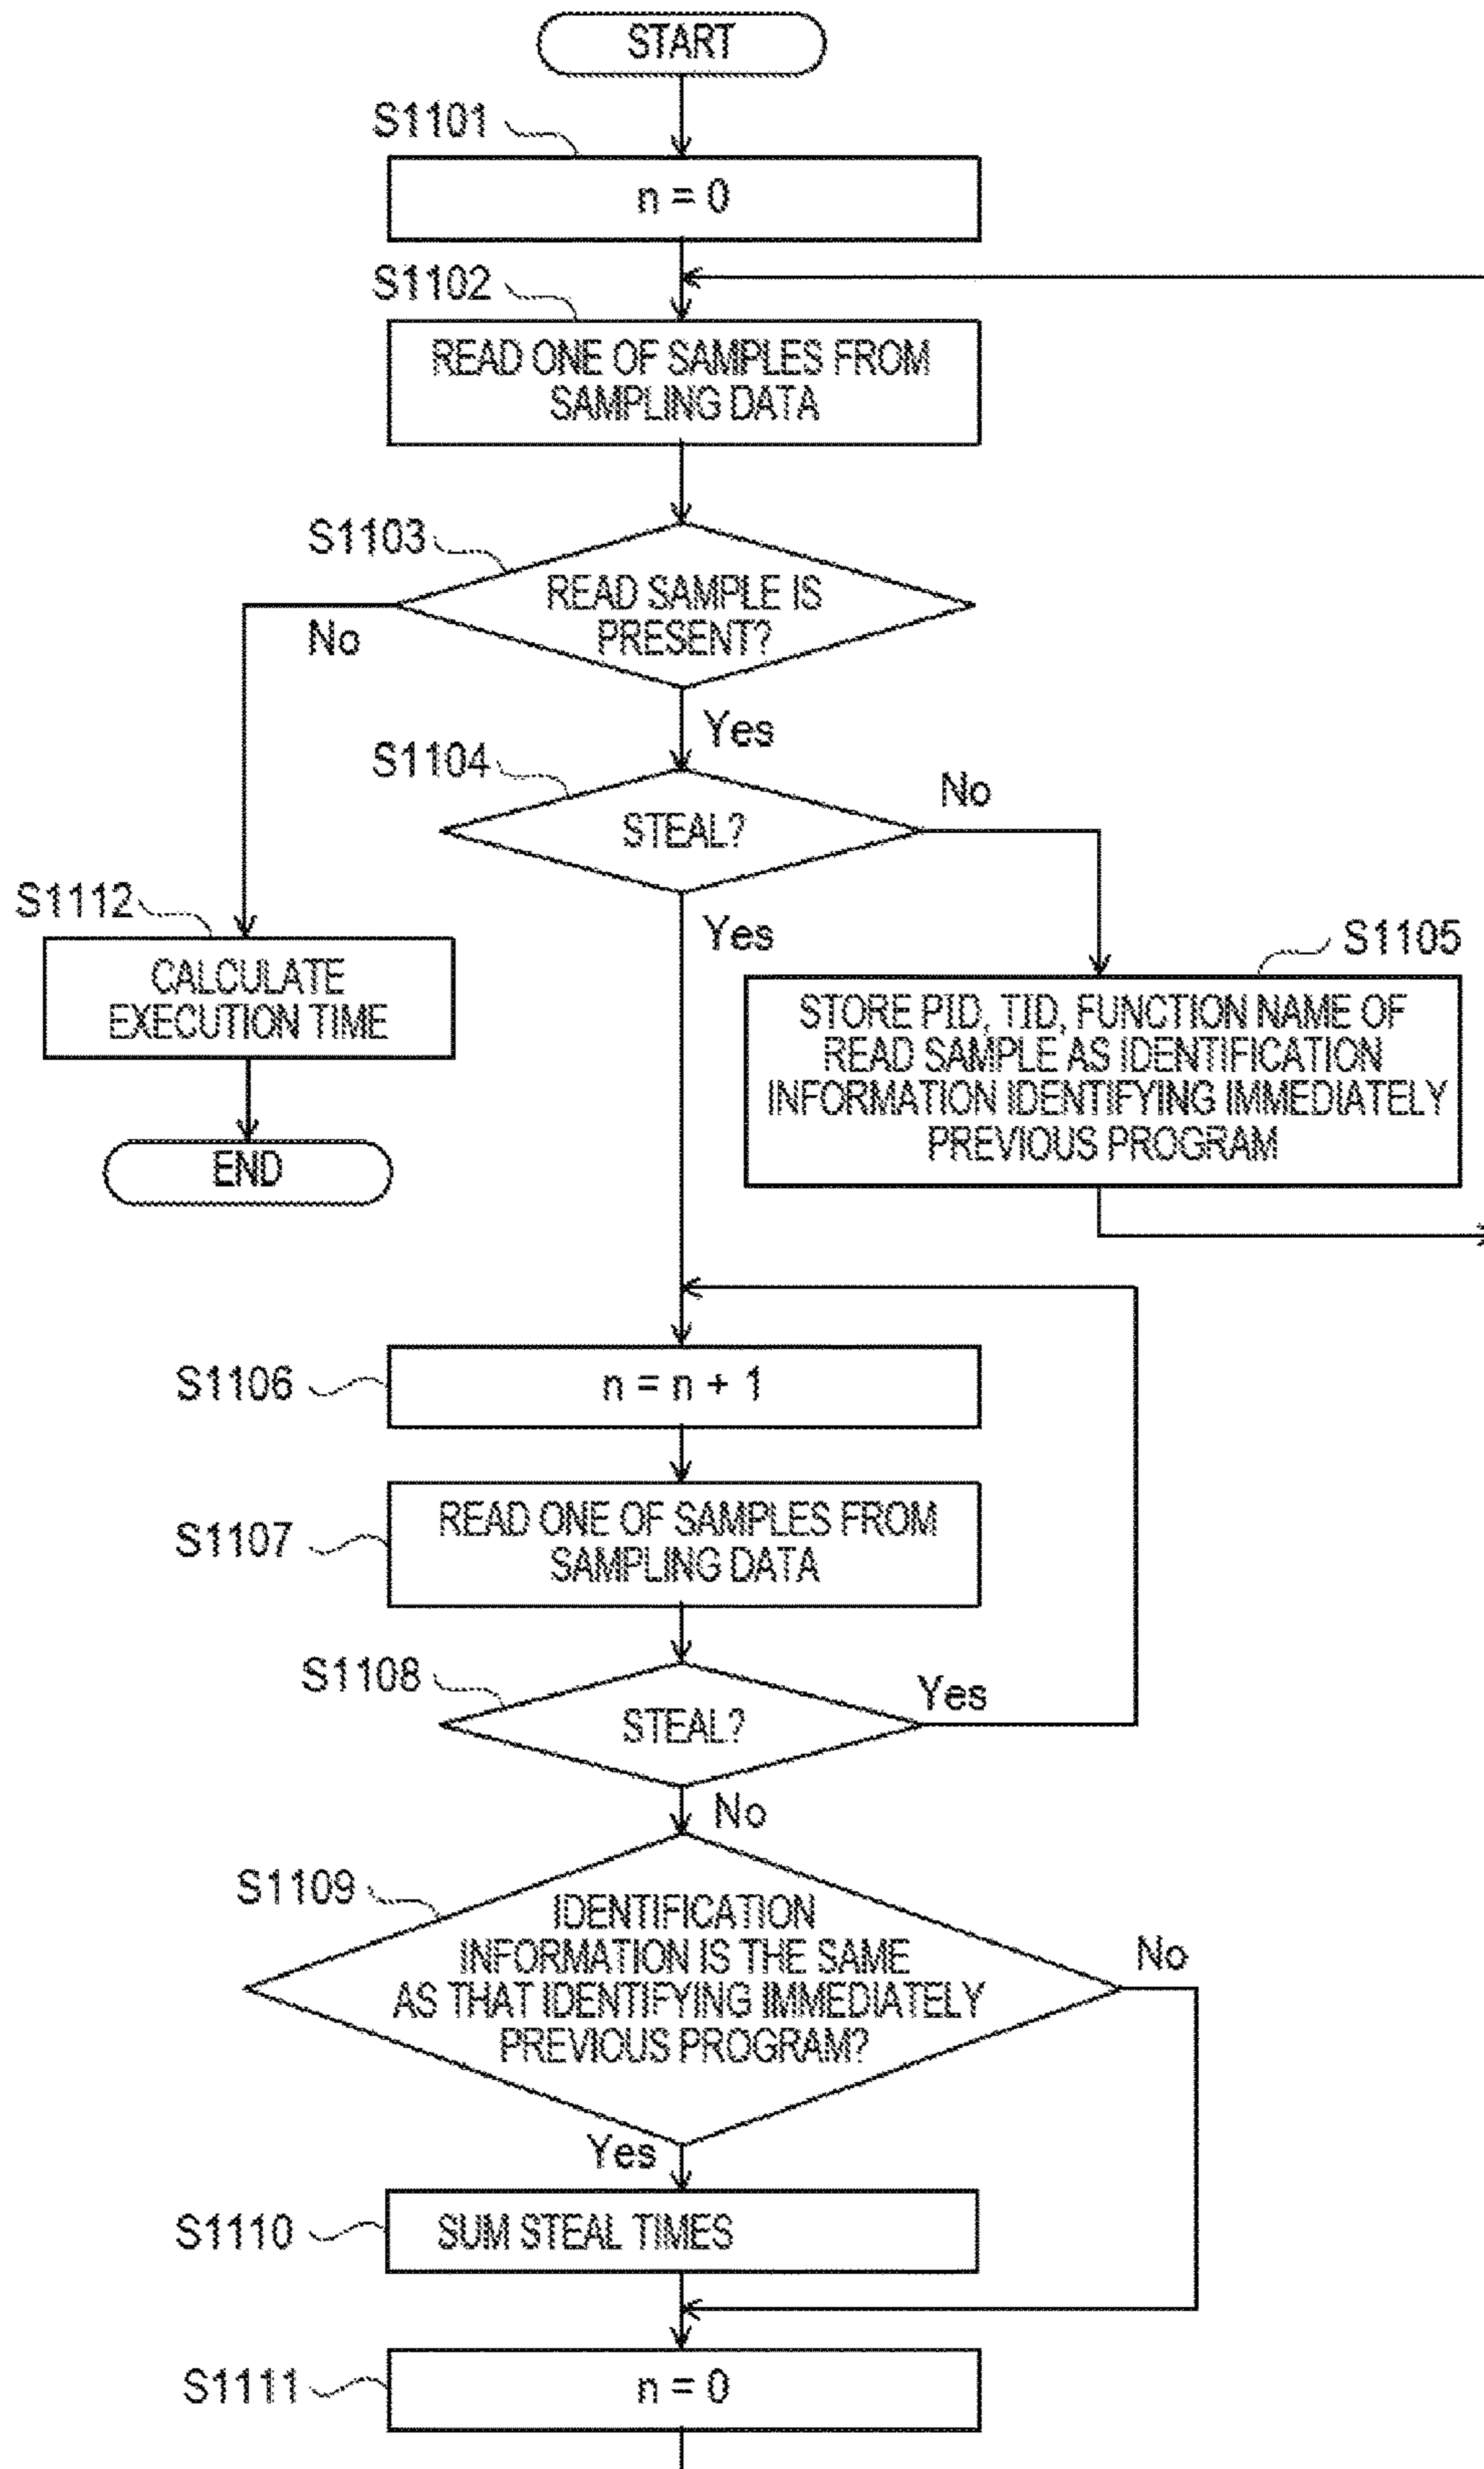 START
S1101
n = 0
S1102
READ ONE OF SAMPLES FROM
SAMPLING DATA
S1103
READ SAMPLE IS
PRESENT?
No
Yes
S1104
STEAL?
No
Yes
S1112
CALCULATE
EXECUTION TIME
END
S1105
STORE PID, TID, FUNCTION NAME OF
READ SAMPLE AS IDENTIFICATION
INFORMATION IDENTIFYING IMMEDIATELY
PREVIOUS PROGRAM
S1106
n = n + 1
S1107
READ ONE OF SAMPLES FROM
SAMPLING DATA
S1108
STEAL?
Yes
No
S1109
IDENTIFICATION
INFORMATION IS THE SAME
AS THAT IDENTIFYING IMMEDIATELY
PREVIOUS PROGRAM?
No
Yes
S1110
SUM STEAL TIMES
S1111
n = 0